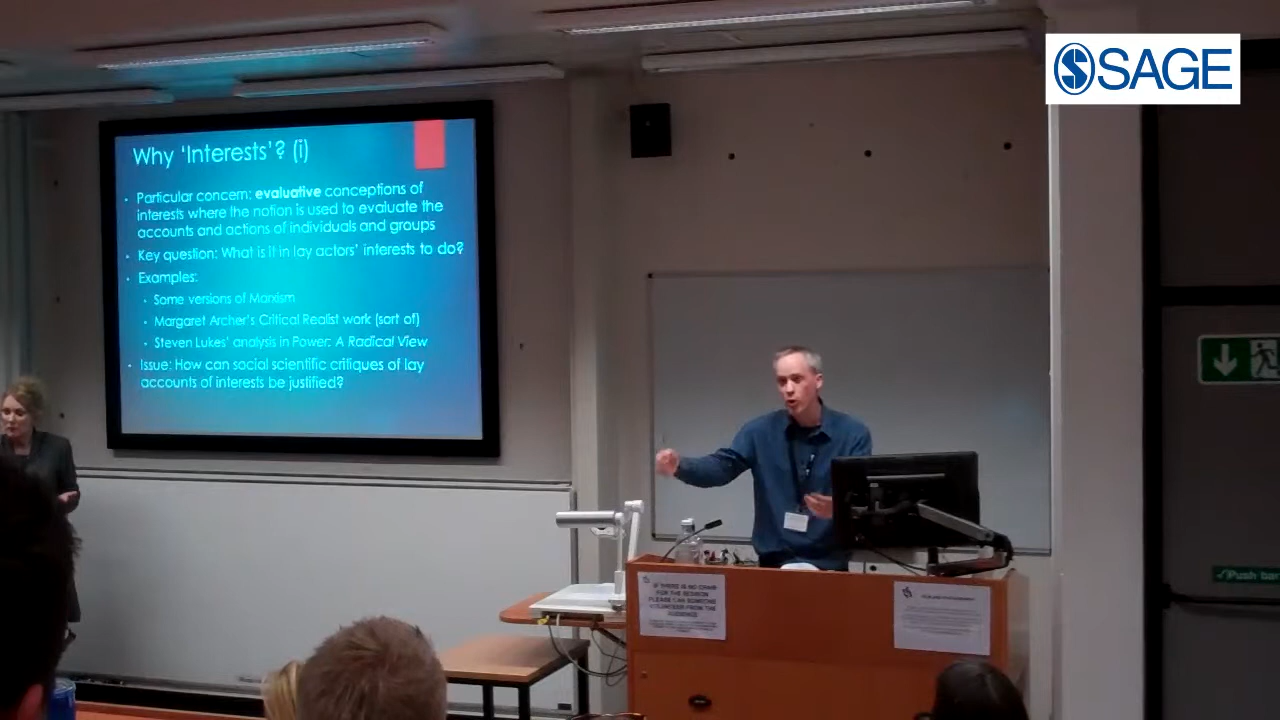 SAGE
Why 'Interests'? (i)
Particular concern: evaluative conceptions of
interests where the notion is used to evaluate the
accounts and actions of individuals and groups
Key question: What is it in lay actors' interests to do?
Examples:
Some versions of Marxism
Margaret Archer's Critical Realist work (sort of)
Steven Lukes' analysis in Power: A Radical View
Issue: How can social scientific critiques of lay
accounts of interests be justified?
IF THERE IS NO CHAIR
FOR THE SESSION
PLEASE CAN SOMEONE
VOLUNTEER FROM THE
AUDIENCE
Push bar